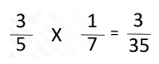 3/5 X 1/7 = 3/35